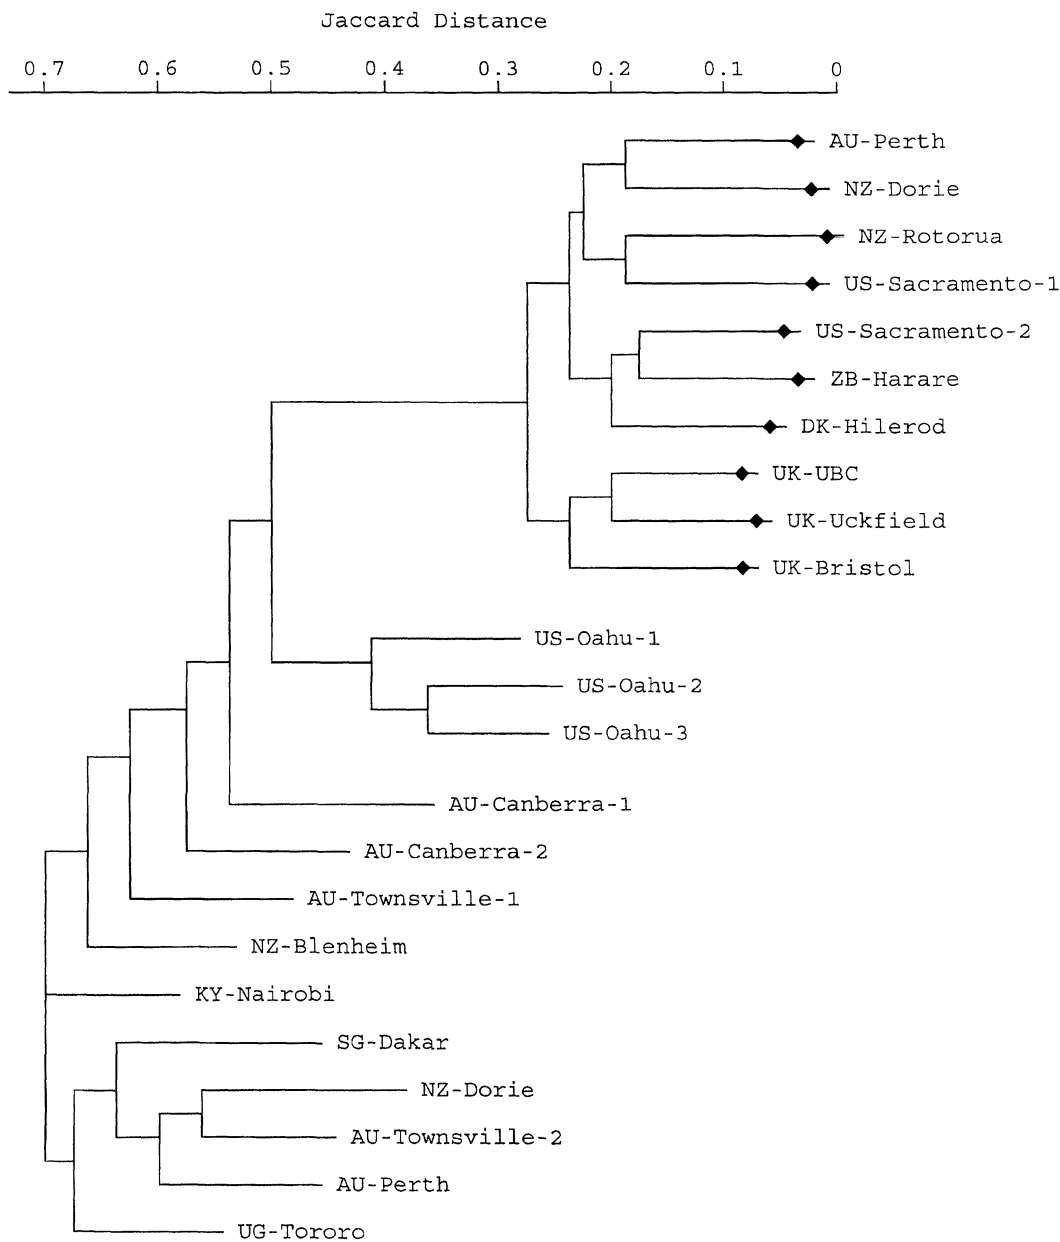 Jaccard Distance
0.7 0.6 0.5 0.4 0.3 0.2 0.1 0
AU-Perth
NZ-Dorie
NZ-Rotorua
US-Sacramento-1
US-Sacramento-2
ZB-Harare
DK-Hilerod
UK-UBC
UK-Uckfield
UK-Bristol
US-Oahu-1
US-Oahu-2
US-Oahu-3
AU-Canberra-1
AU-Canberra-2
AU-Townsville-1
NZ-Blenheim
KY-Nairobi
SG-Dakar
NZ-Dorie
AU-Townsville-2
AU-Perth
UG-Tororo